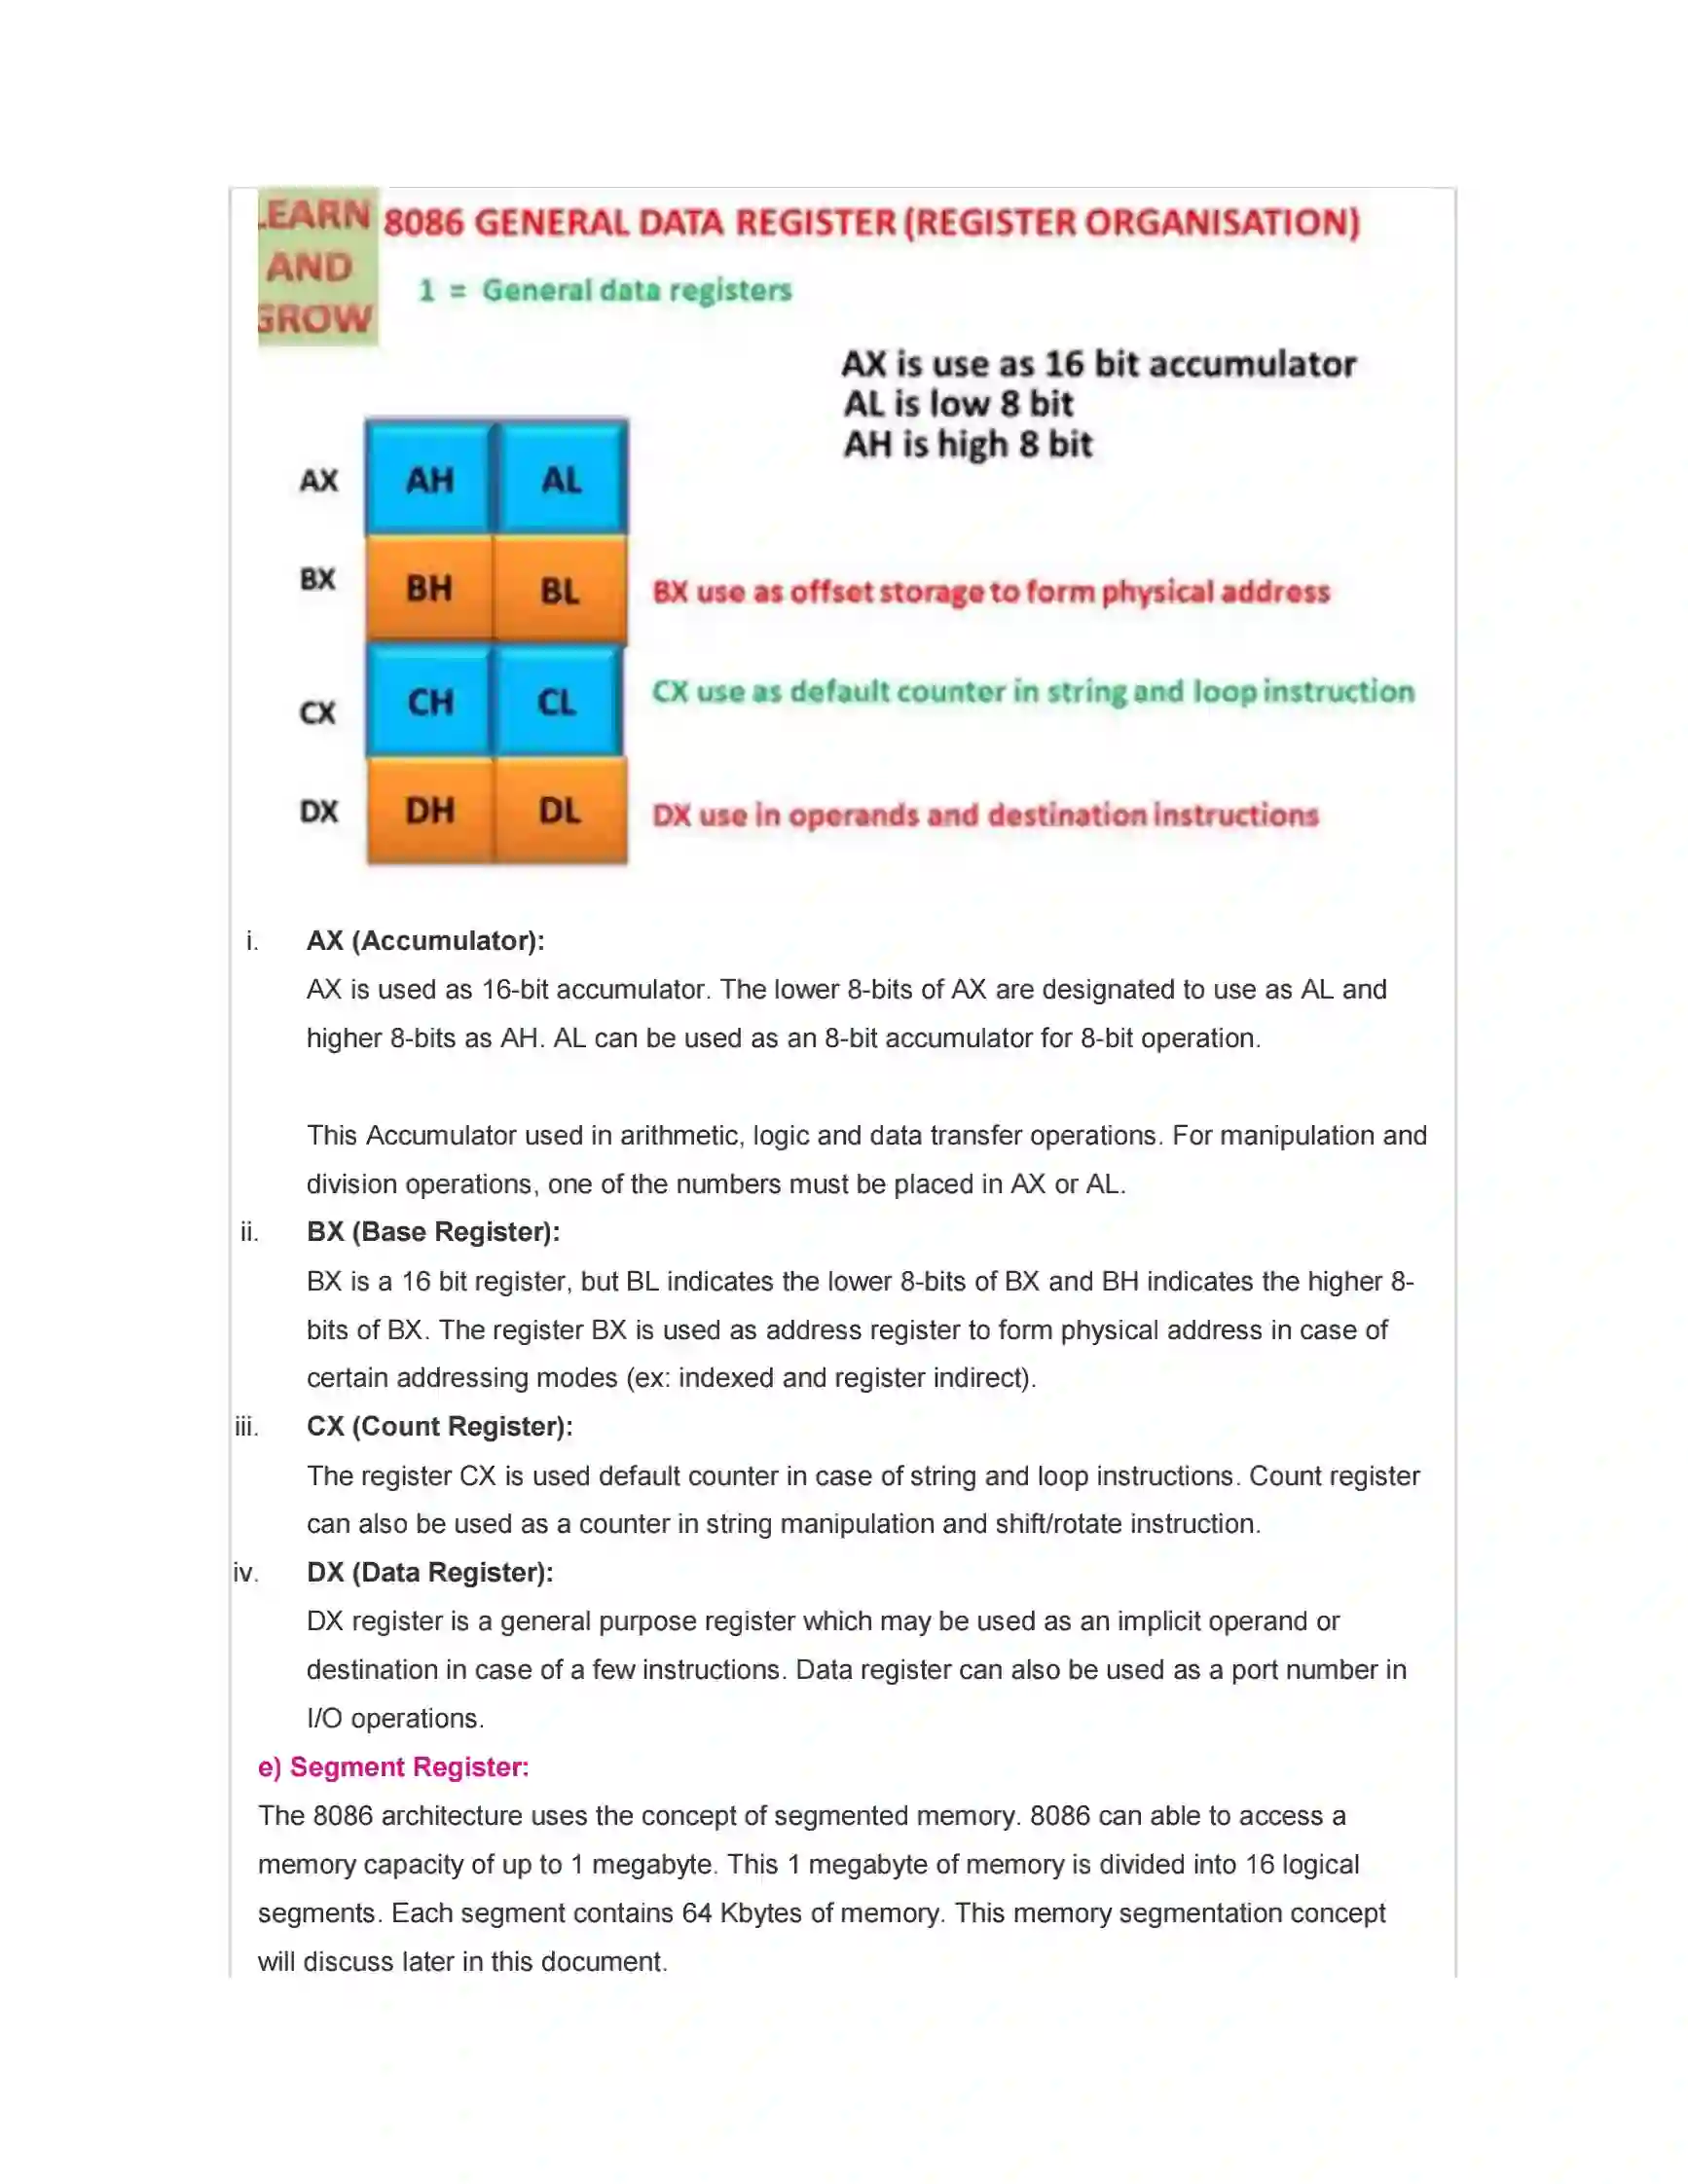 LEARN
AND
GROW
8086 GENERAL DATA REGISTER (REGISTER ORGANISATION)
1 = General data registers
AX is use as 16 bit accumulator
AL is low 8 bit
AH is high 8 bit
AX AH AL
BX BH BL BX use as offset storage to form physical address
CX CH CL CX use as default counter in string and loop instruction
DX DH DL DX use in operands and destination instructions
i. AX (Accumulator):
AX is used as 16-bit accumulator. The lower 8-bits of AX are designated to use as AL and
higher 8-bits as AH. AL can be used as an 8-bit accumulator for 8-bit operation.
This Accumulator used in arithmetic, logic and data transfer operations. For manipulation and
division operations, one of the numbers must be placed in AX or AL.
ii. BX (Base Register):
BX is a 16 bit register, but BL indicates the lower 8-bits of BX and BH indicates the higher 8-
bits of BX. The register BX is used as address register to form physical address in case of
certain addressing modes (ex: indexed and register indirect).
iii. CX (Count Register):
The register CX is used default counter in case of string and loop instructions. Count register
can also be used as a counter in string manipulation and shift/rotate instruction.
iv. DX (Data Register):
DX register is a general purpose register which may be used as an implicit operand or
destination in case of a few instructions. Data register can also be used as a port number in
I/O operations.
e) Segment Register:
The 8086 architecture uses the concept of segmented memory. 8086 can able to access a
memory capacity of up to 1 megabyte. This 1 megabyte of memory is divided into 16 logical
segments. Each segment contains 64 Kbytes of memory. This memory segmentation concept
will discuss later in this document.